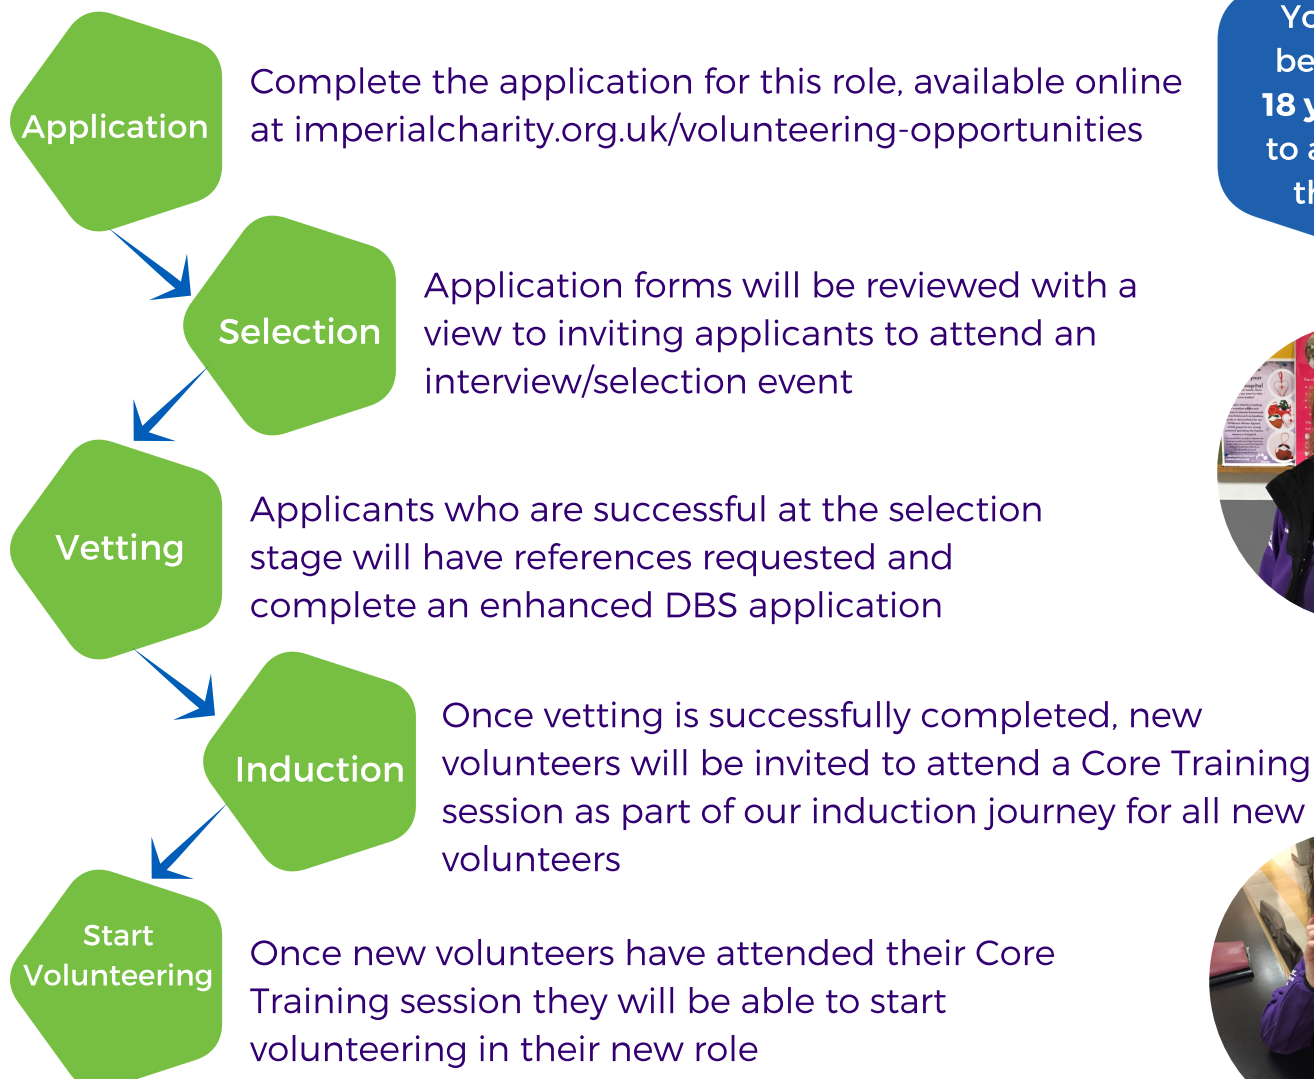 Application
Complete the application for this role, available online
at imperialcharity.org.uk/volunteering-opportunities
18
to
Selection
Application forms will be reviewed with a
view to inviting applicants to attend an
interview/selection event
Vetting
Applicants who are successful at the selection
stage will have references requested and
complete an enhanced DBS application
Induction
Once vetting is successfully completed, new
volunteers will be invited to attend a Core Training
session as part of our induction journey for all new
volunteers
Start
Volunteering
Once new volunteers have attended their Core
Training session they will be able to start
volunteering in their new role